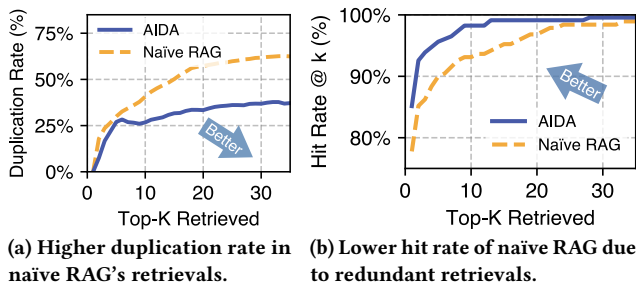 75%
50%
25%
0%
Duplication Rate (%)
AIDA
Naïve RAG
Better
0
10
20
30
Top-K Retrieved
(a) Higher duplication rate in
naïve RAG's retrievals.
100%
90%
80%
Hit Rate @ k (%)
Better
AIDA
Naïve RAG
0
10
20
30
Top-K Retrieved
(b) Lower hit rate of naïve RAG due
to redundant retrievals.